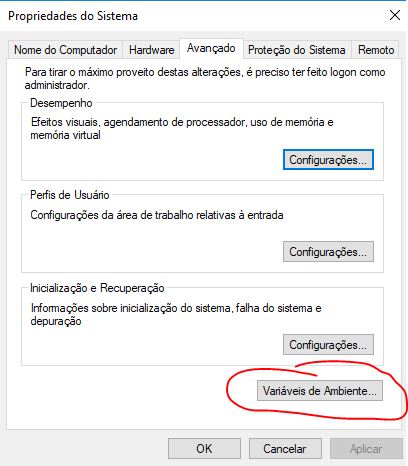 Propriedades do Sistema
Nome do Computador Hardware Avançado Proteção do Sistema Remoto
Para tirar o máximo proveito destas alterações, é preciso ter feito logon como
administrador.
Desempenho
Efeitos visuais, agendamento de processador, uso de memória e
memória virtual
Configurações...
Perfis de Usuário
Configurações da área de trabalho relativas à entrada
Configurações...
Inicialização e Recuperação
Informações sobre inicialização do sistema, falha do sistema e
depuração
Configurações...
Variáveis de Ambiente...
OK Cancelar Aplicar